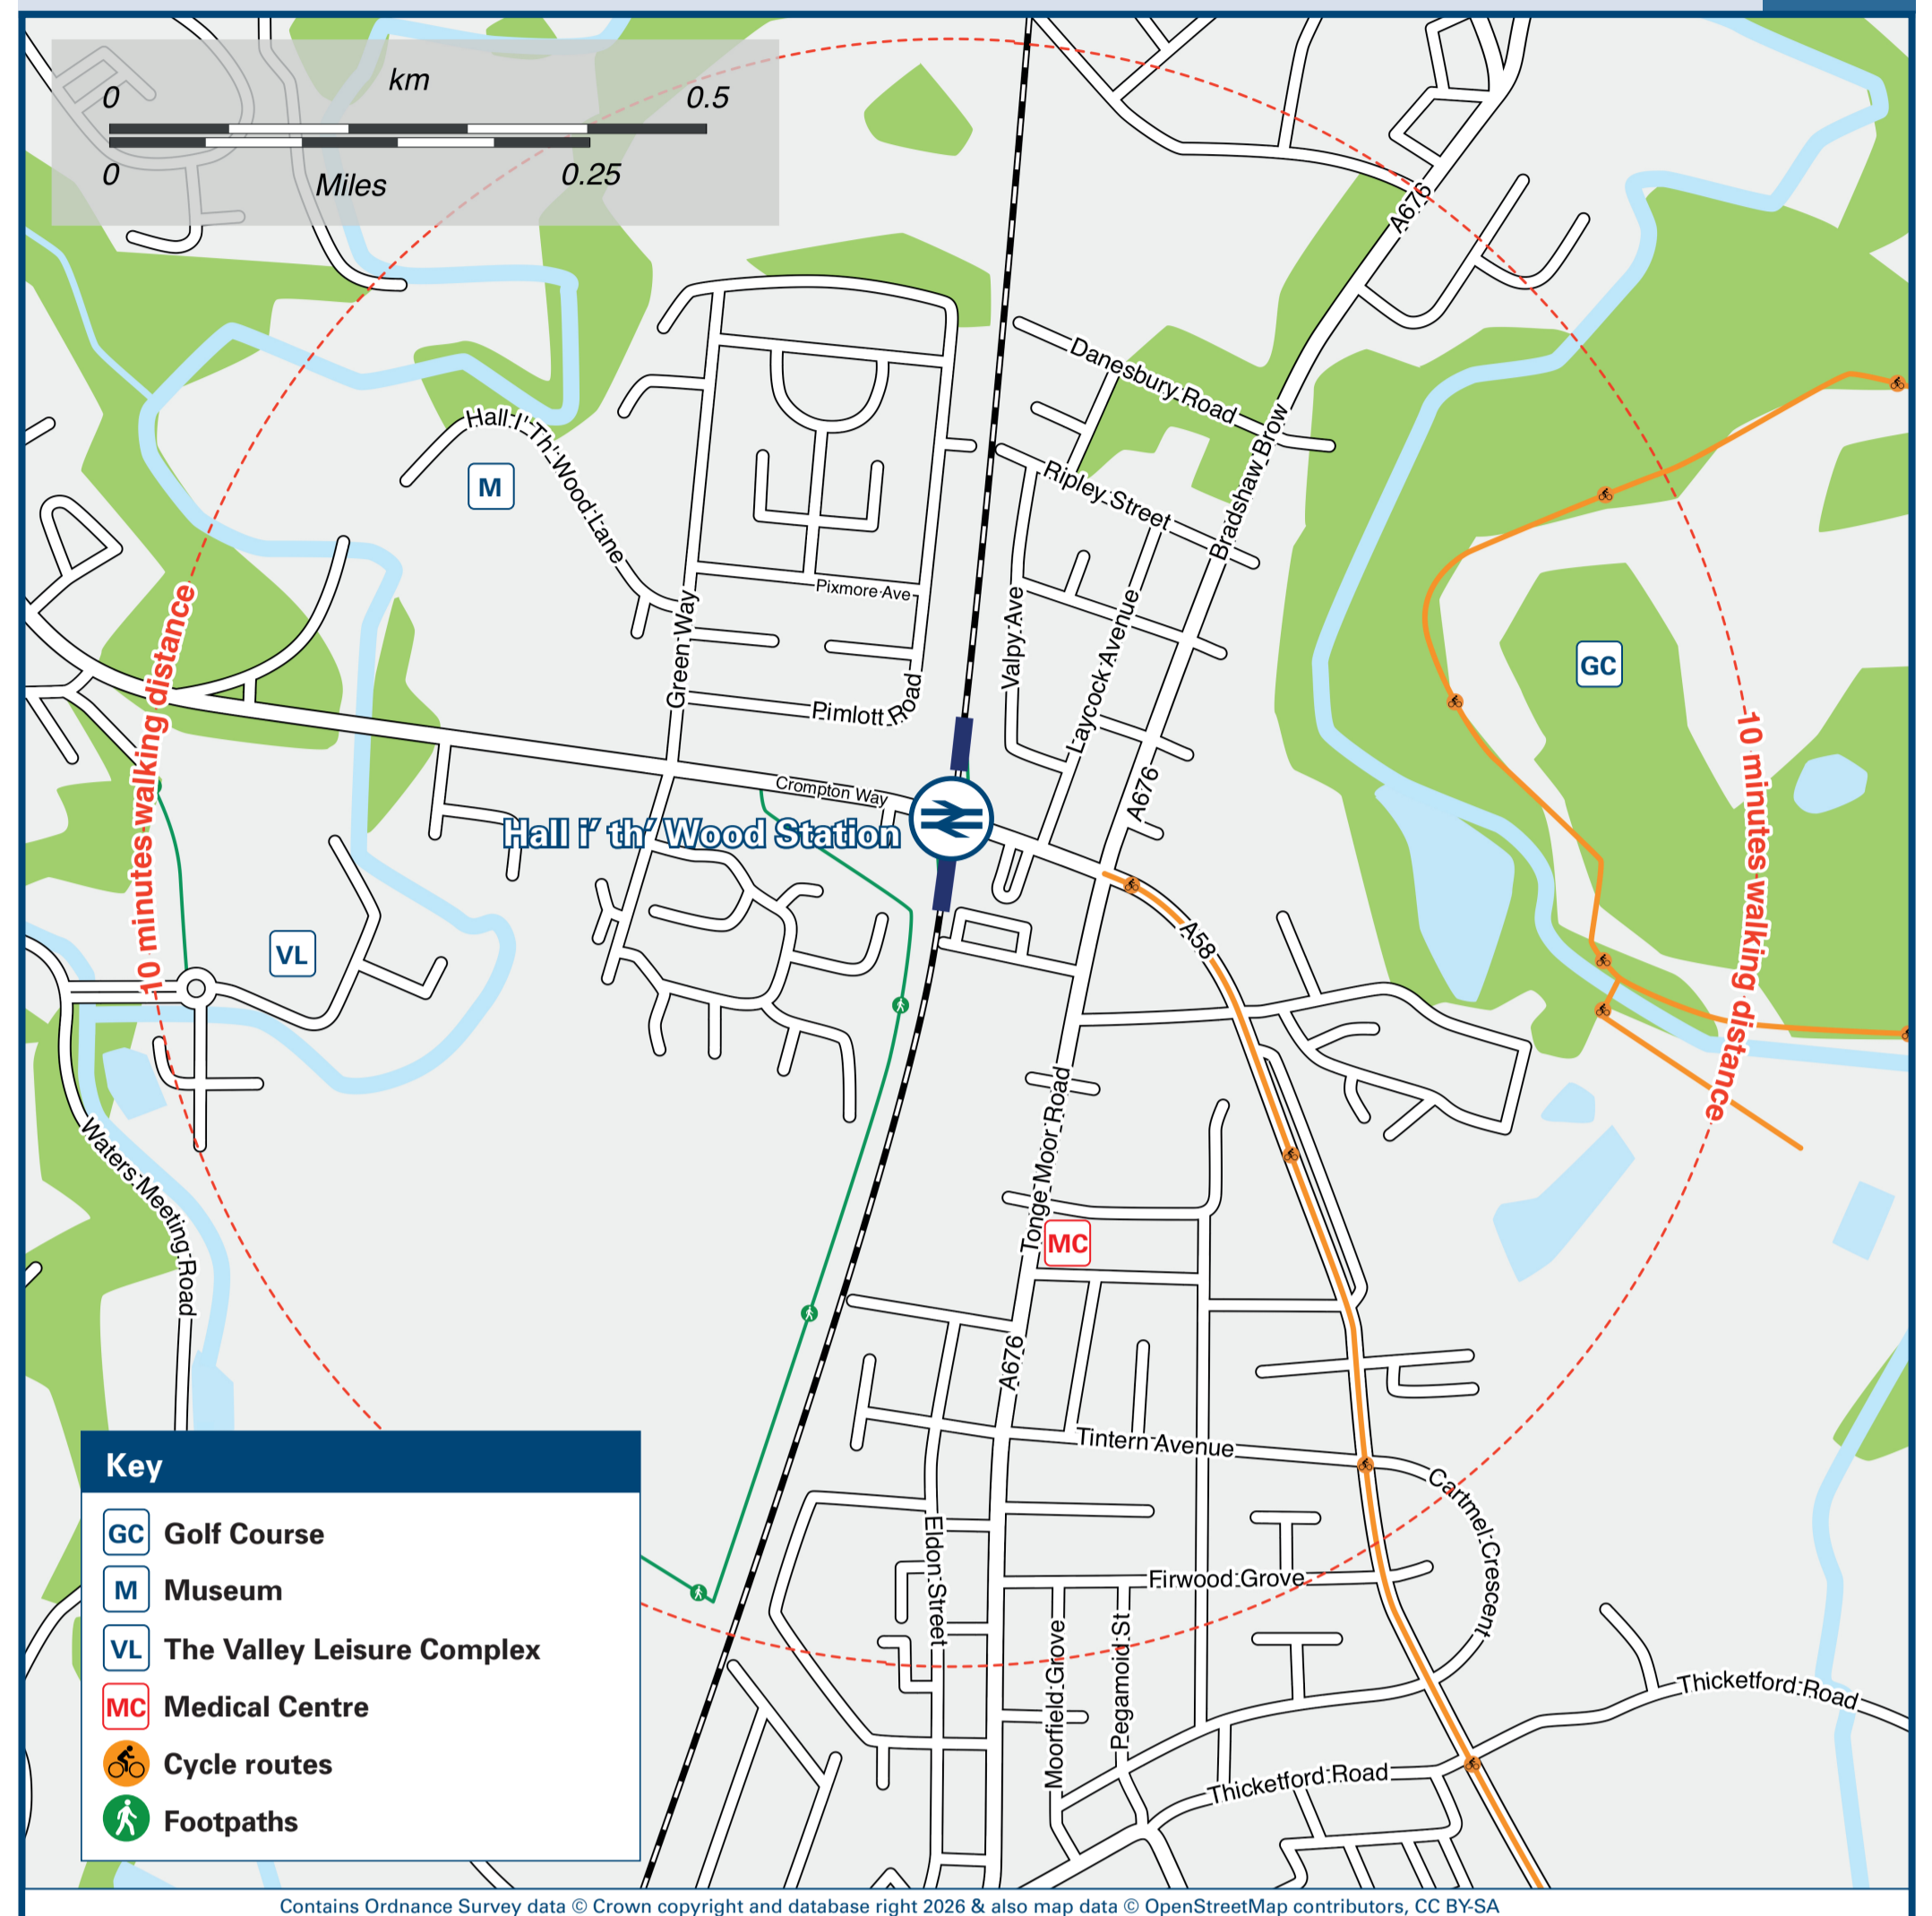 km
0
0.5
0
Miles
0.25
A676
Danesbury Road
Hall I' Th' Wood Lane
Bradshaw Brow
Ripley Street
M
Pixmore Ave
Green Way
Valpy Ave
Laycock Avenue
GC
Pimlott Road
10 minutes walking distance
10 minutes walking distance
A676
Crompton Way
Hall i' th' Wood Station
A58
VL
Tonge Moor Road
Waters Meeting Road
MC
A676
Tintern Avenue
Cartmel Crescent
Eldon Street
Firwood Grove
Moorfield Grove
Pegamoid St
Thicketford Road
Thicketford Road
Key
GC Golf Course
M Museum
VL The Valley Leisure Complex
MC Medical Centre
Cycle routes
Footpaths
Contains Ordnance Survey data © Crown copyright and database right 2026 & also map data © OpenStreetMap contributors, CC BY-SA